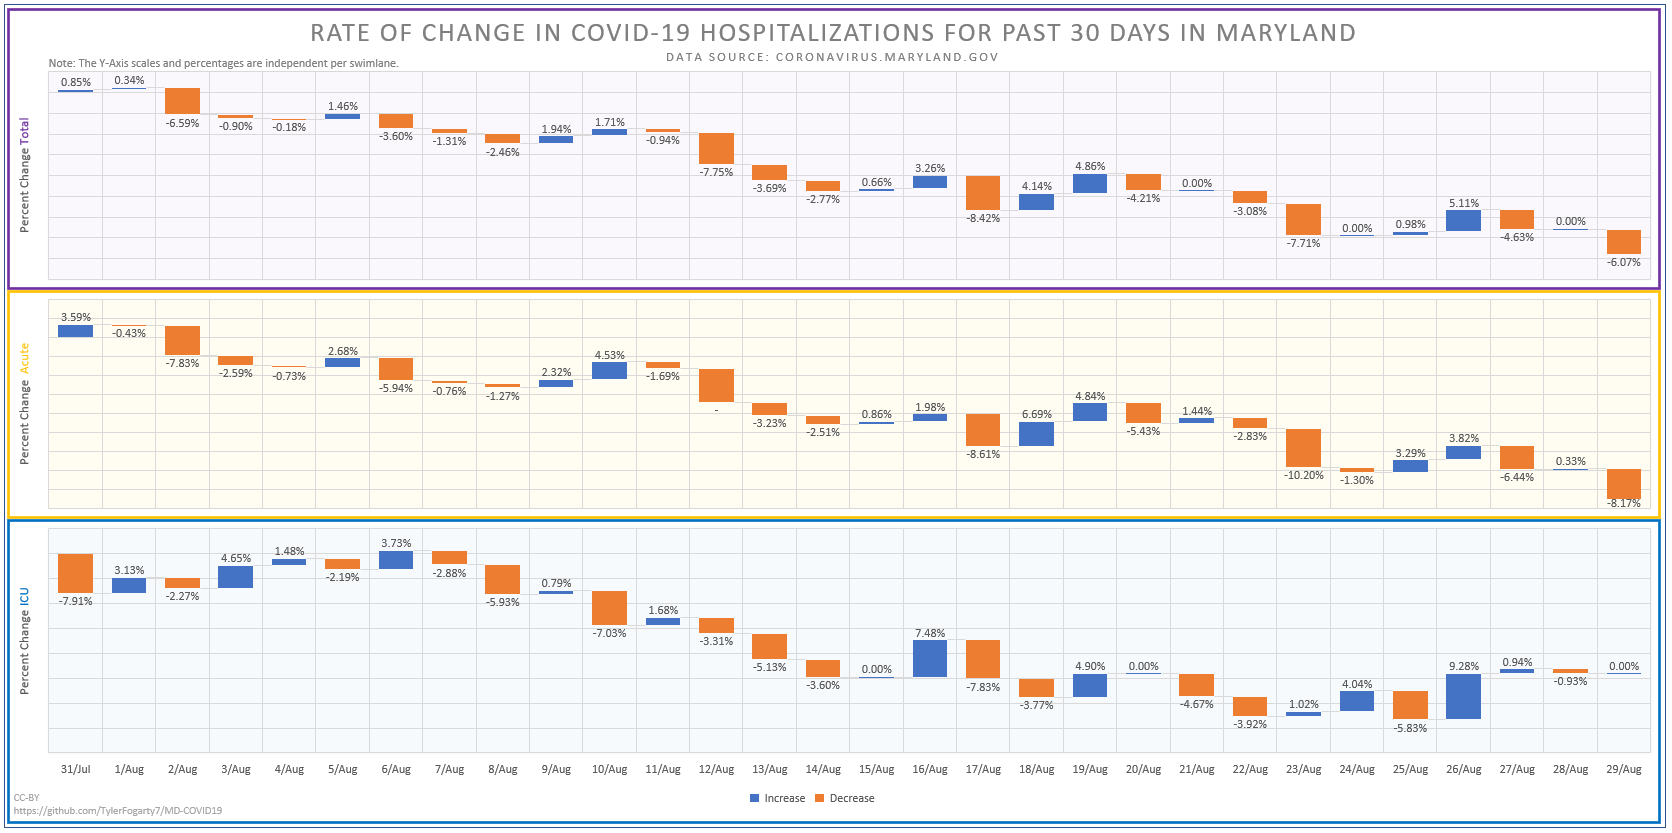 RATE OF CHANGE IN COVID-19 HOSPITALIZATIONS FOR PAST 30 DAYS IN MARYLAND
DATA SOURCE: CORONAVIRUS.MARYLAND.GOV
Note: The Y-Axis scales and percentages are independent per swimlane.
Percent Change Total
0.85% 0.34% -6.59% -0.90% -0.18% 1.46% -3.60% -1.31% -2.46% 1.94% 1.71% -0.94% -7.75% -3.69% -2.77% 0.66% 3.26% -8.42% 4.14% 4.86% -4.21% 0.00% -3.08% -7.71% 0.00% 0.98% 5.11% -4.63% 0.00% -6.07%
Percent Change Acute
3.59% -0.43% -7.83% -2.59% -0.73% 2.68% -5.94% -0.76% -1.27% 2.32% 4.53% -1.69% - -3.23% -2.51% 0.86% 1.98% -8.61% 6.69% 4.84% -5.43% 1.44% -2.83% -10.20% -1.30% 3.29% 3.82% -6.44% 0.33% -8.17%
Percent Change ICU
-7.91% 3.13% -2.27% 4.65% 1.48% -2.19% 3.73% -2.88% -5.93% 0.79% -7.03% 1.68% -3.31% -5.13% -3.60% 0.00% 7.48% -7.83% -3.77% 4.90% 0.00% -4.67% -3.92% 1.02% 4.04% -5.83% 9.28% 0.94% -0.93% 0.00%
31/Jul 1/Aug 2/Aug 3/Aug 4/Aug 5/Aug 6/Aug 7/Aug 8/Aug 9/Aug 10/Aug 11/Aug 12/Aug 13/Aug 14/Aug 15/Aug 16/Aug 17/Aug 18/Aug 19/Aug 20/Aug 21/Aug 22/Aug 23/Aug 24/Aug 25/Aug 26/Aug 27/Aug 28/Aug 29/Aug
Increase Decrease
CC-BY
https://github.com/TylerFogarty7/MD-COVID19